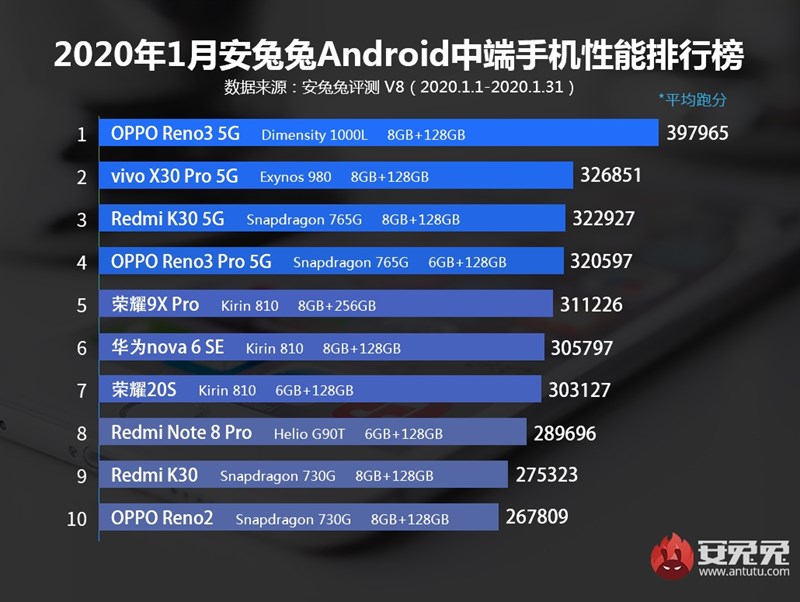 2020年1月安兔兔Android中端手机性能排行榜
数据来源：安兔兔评测 V8（2020.1.1-2020.1.31）
*平均跑分
1 OPPO Reno3 5G Dimensity 1000L 8GB+128GB 397965
2 vivo X30 Pro 5G Exynos 980 8GB+128GB 326851
3 Redmi K30 5G Snapdragon 765G 8GB+128GB 322927
4 OPPO Reno3 Pro 5G Snapdragon 765G 6GB+128GB 320597
5 荣耀9X Pro Kirin 810 8GB+256GB 311226
6 华为nova 6 SE Kirin 810 8GB+128GB 305797
7 荣耀20S Kirin 810 6GB+128GB 303127
8 Redmi Note 8 Pro Helio G90T 6GB+128GB 289696
9 Redmi K30 Snapdragon 730G 8GB+128GB 275323
10 OPPO Reno2 Snapdragon 730G 8GB+128GB 267809
安兔兔
www.antutu.com